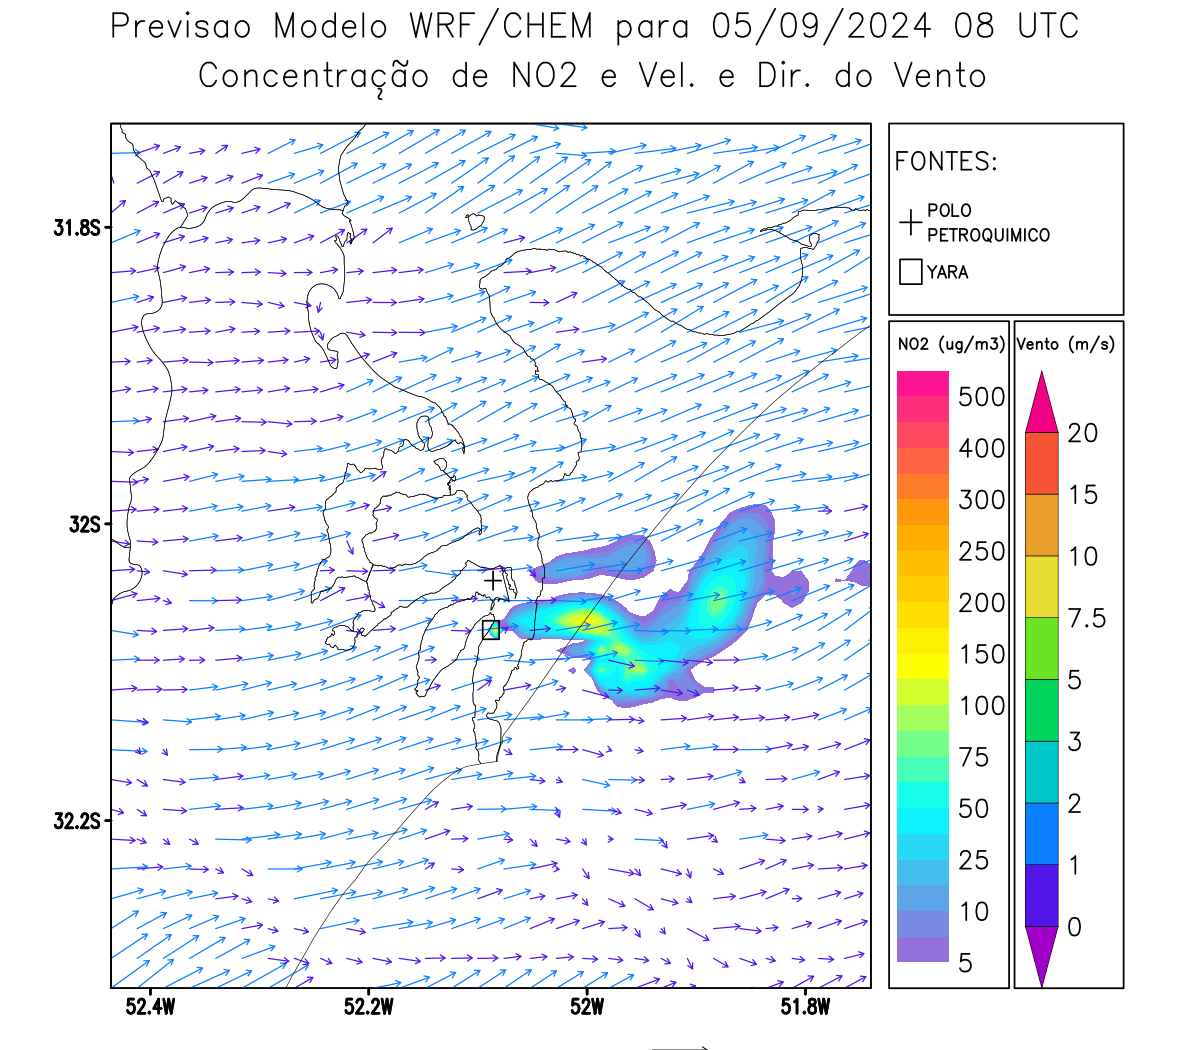 Previsao Modelo WRF/CHEM para 05/09/2024 08 UTC
Concentração de NO2 e Vel. e Dir. do Vento
FONTES:
POLO
PETROQUIMICO
YARA
NO2 (ug/m3)
500
400
300
250
200
150
100
75
50
25
10
5
Vento (m/s)
20
15
10
7.5
5
3
2
1
0
31.8S
32S
32.2S
52.4W
52.2W
52W
51.8W